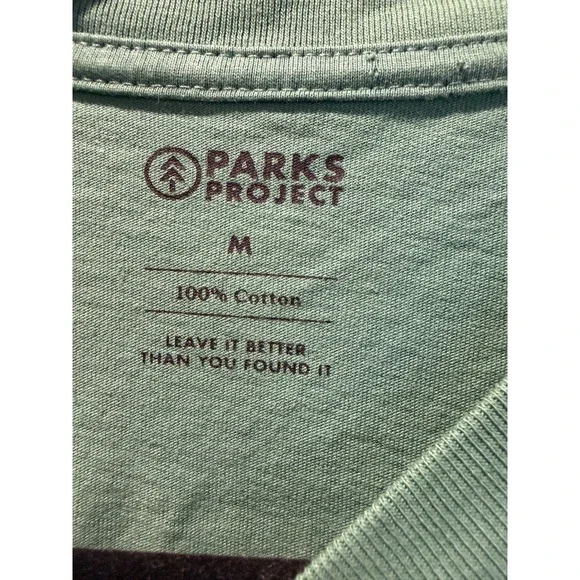 PARKS
PROJECT
M
100% Cotton
LEAVE IT BETTER
THAN YOU FOUND IT